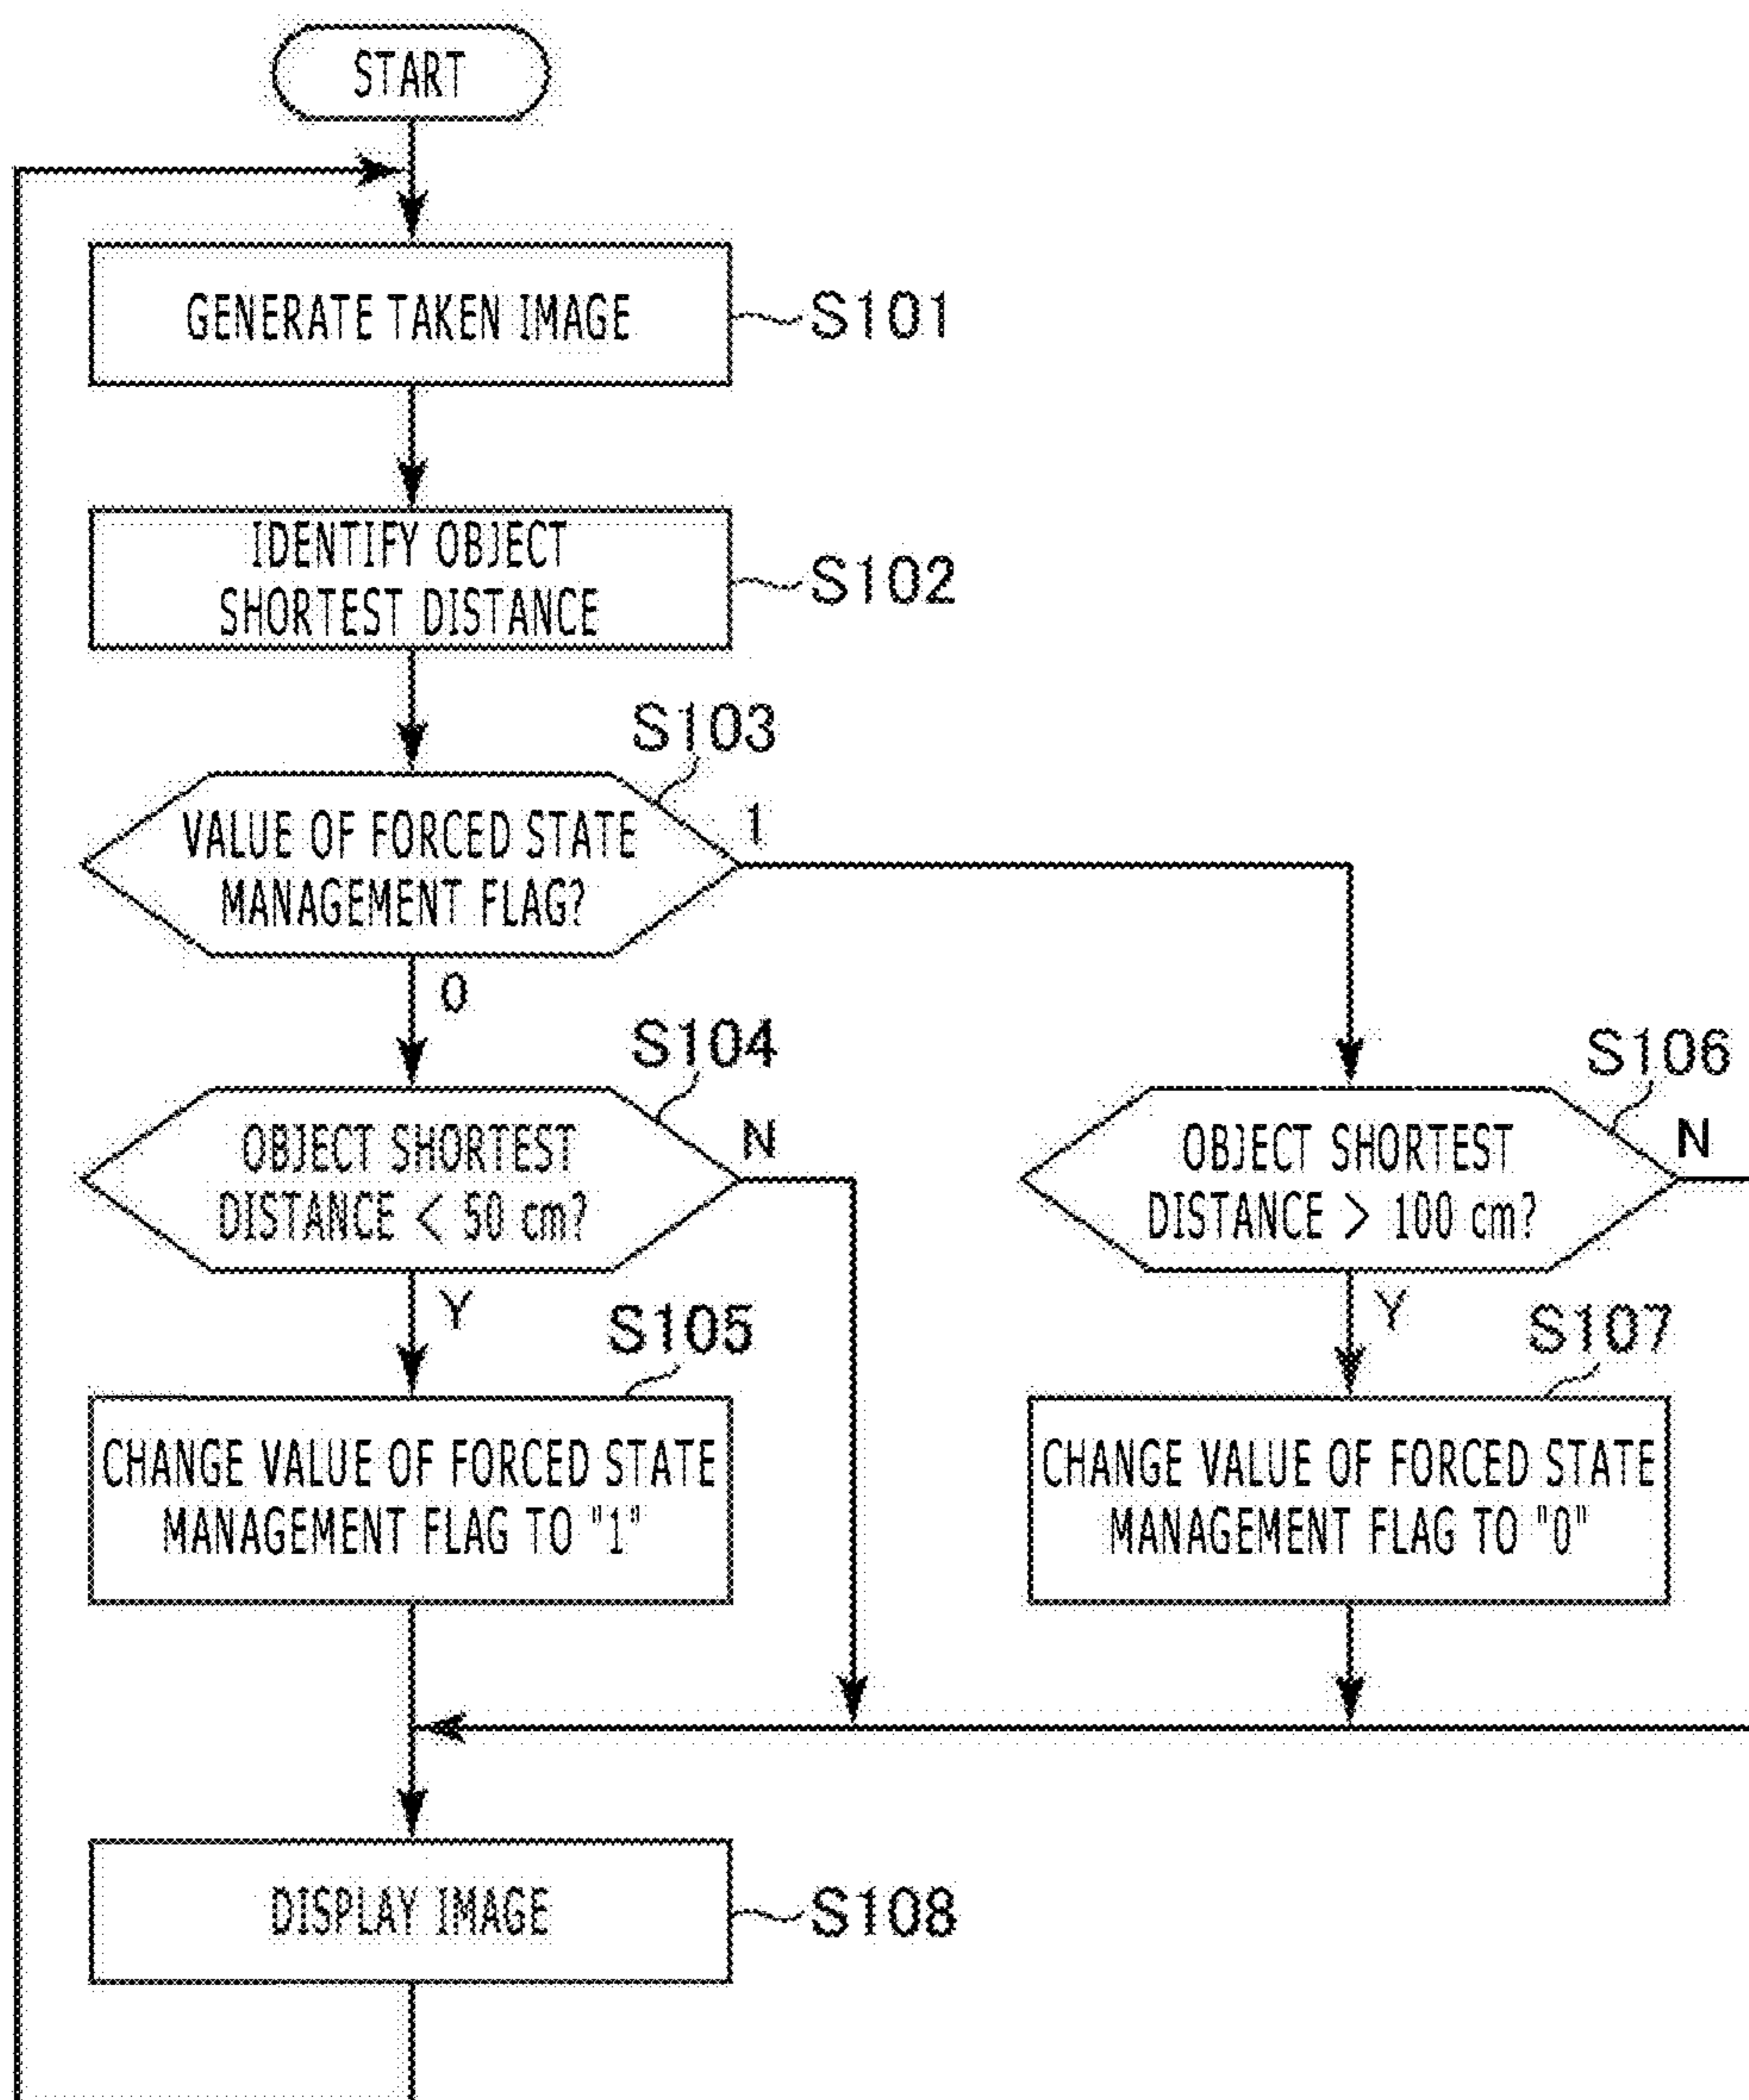 START
GENERATE TAKEN IMAGE
S101
IDENTIFY OBJECT
SHORTEST DISTANCE
S102
S103
VALUE OF FORCED STATE
MANAGEMENT FLAG?
1
0
S104
OBJECT SHORTEST
DISTANCE < 50 cm?
N
Y
S106
OBJECT SHORTEST
DISTANCE > 100 cm?
N
Y
S105
CHANGE VALUE OF FORCED STATE
MANAGEMENT FLAG TO "1"
S107
CHANGE VALUE OF FORCED STATE
MANAGEMENT FLAG TO "0"
DISPLAY IMAGE
S108